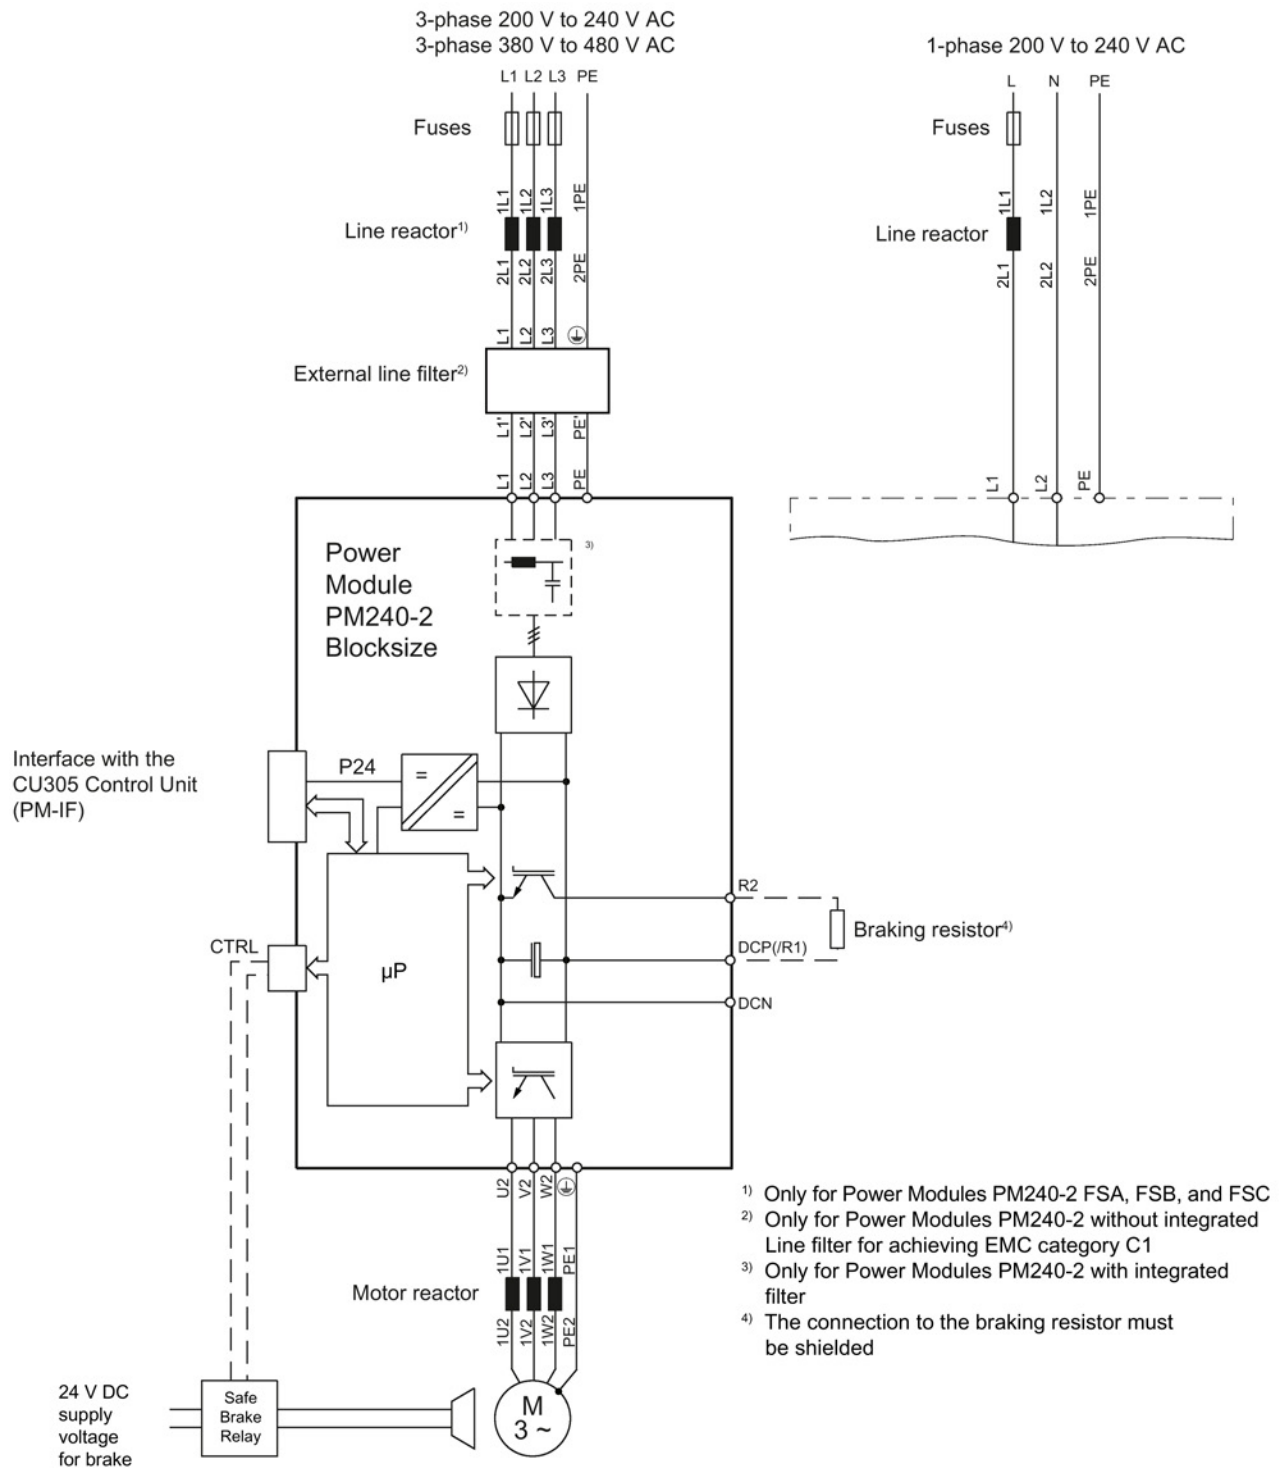 3-phase 200 V to 240 V AC
3-phase 380 V to 480 V AC
1-phase 200 V to 240 V AC
L1 L2 L3 PE
L N PE
Fuses
Fuses
1L1 1L2 1L3 1PE
1L1 1L2 1PE
Line reactor1)
Line reactor
2L1 2L2 2L3 2PE
2L1 2L2 2PE
L1 L2 L3
External line filter2)
L1' L2' L3' PE'
L1 L2 L3 PE
L1 L2 PE
Power
Module
PM240-2
Blocksize
3)
Interface with the
CU305 Control Unit
(PM-IF)
P24
=
=
R2
Braking resistor4)
DCP(/R1)
DCN
CTRL
µP
U2 V2 W2
1U1 1V1 1W1 PE1
Motor reactor
1U2 1V2 1W2 PE2
1) Only for Power Modules PM240-2 FSA, FSB, and FSC
2) Only for Power Modules PM240-2 without integrated
Line filter for achieving EMC category C1
3) Only for Power Modules PM240-2 with integrated
filter
4) The connection to the braking resistor must
be shielded
24 V DC
supply
voltage
for brake
Safe
Brake
Relay
M
3 ~